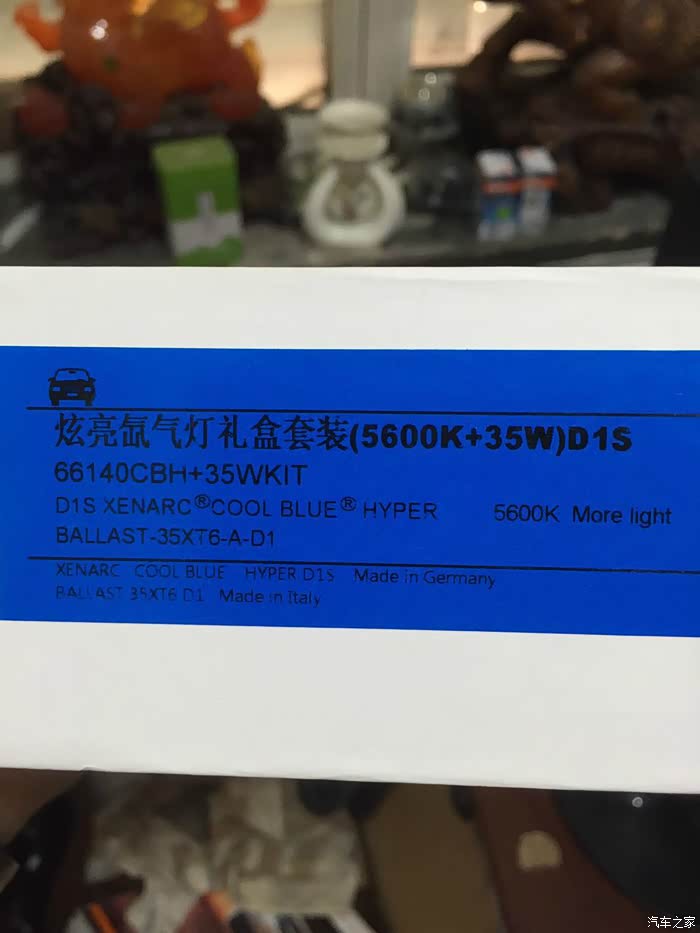 炫亮氙气灯礼盒套装(5600K+35W)D1S
66140CBH+35WKIT
D1S XENARC®COOL BLUE® HYPER 5600K More light
BALLAST-35XT6-A-D1
XENARC COOL BLUE HYPER D1S Made in Germany
BALLAST 35XT6 D1 Made in Italy
汽车之家